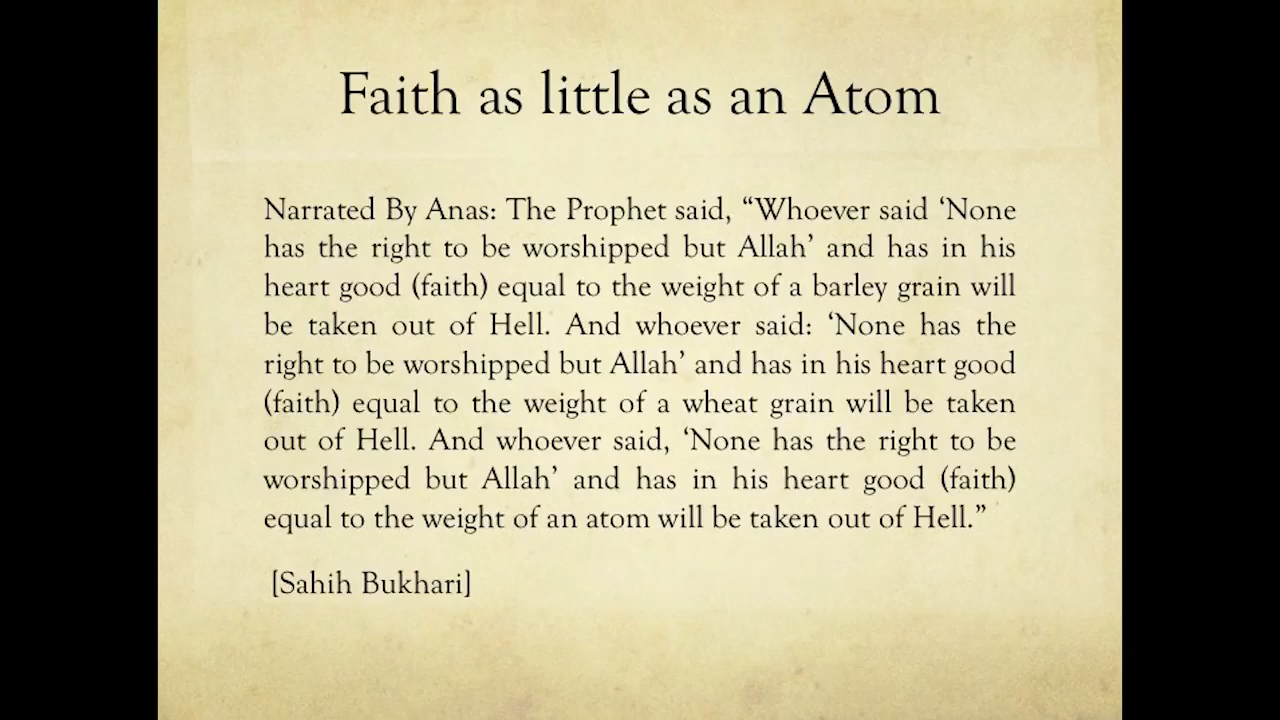 Faith as little as an Atom
Narrated By Anas: The Prophet said, “Whoever said ‘None
has the right to be worshipped but Allah’ and has in his
heart good (faith) equal to the weight of a barley grain will
be taken out of Hell. And whoever said: ‘None has the
right to be worshipped but Allah’ and has in his heart good
(faith) equal to the weight of a wheat grain will be taken
out of Hell. And whoever said, ‘None has the right to be
worshipped but Allah’ and has in his heart good (faith)
equal to the weight of an atom will be taken out of Hell.”
[Sahih Bukhari]